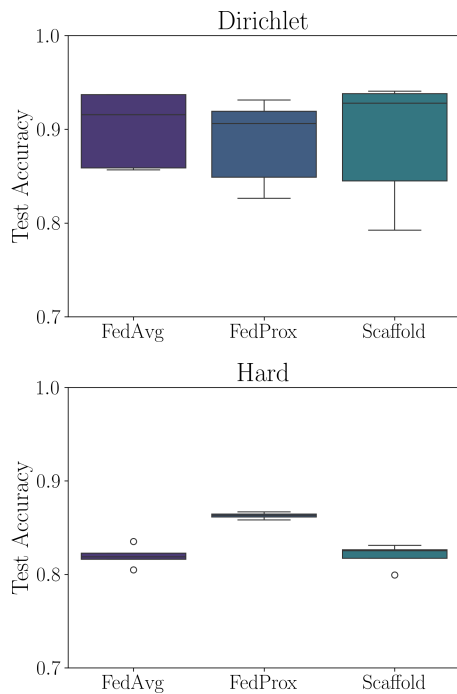 Dirichlet
1.0
0.9
0.8
0.7
Test Accuracy
FedAvg FedProx Scaffold
Hard
1.0
0.9
0.8
0.7
Test Accuracy
FedAvg FedProx Scaffold